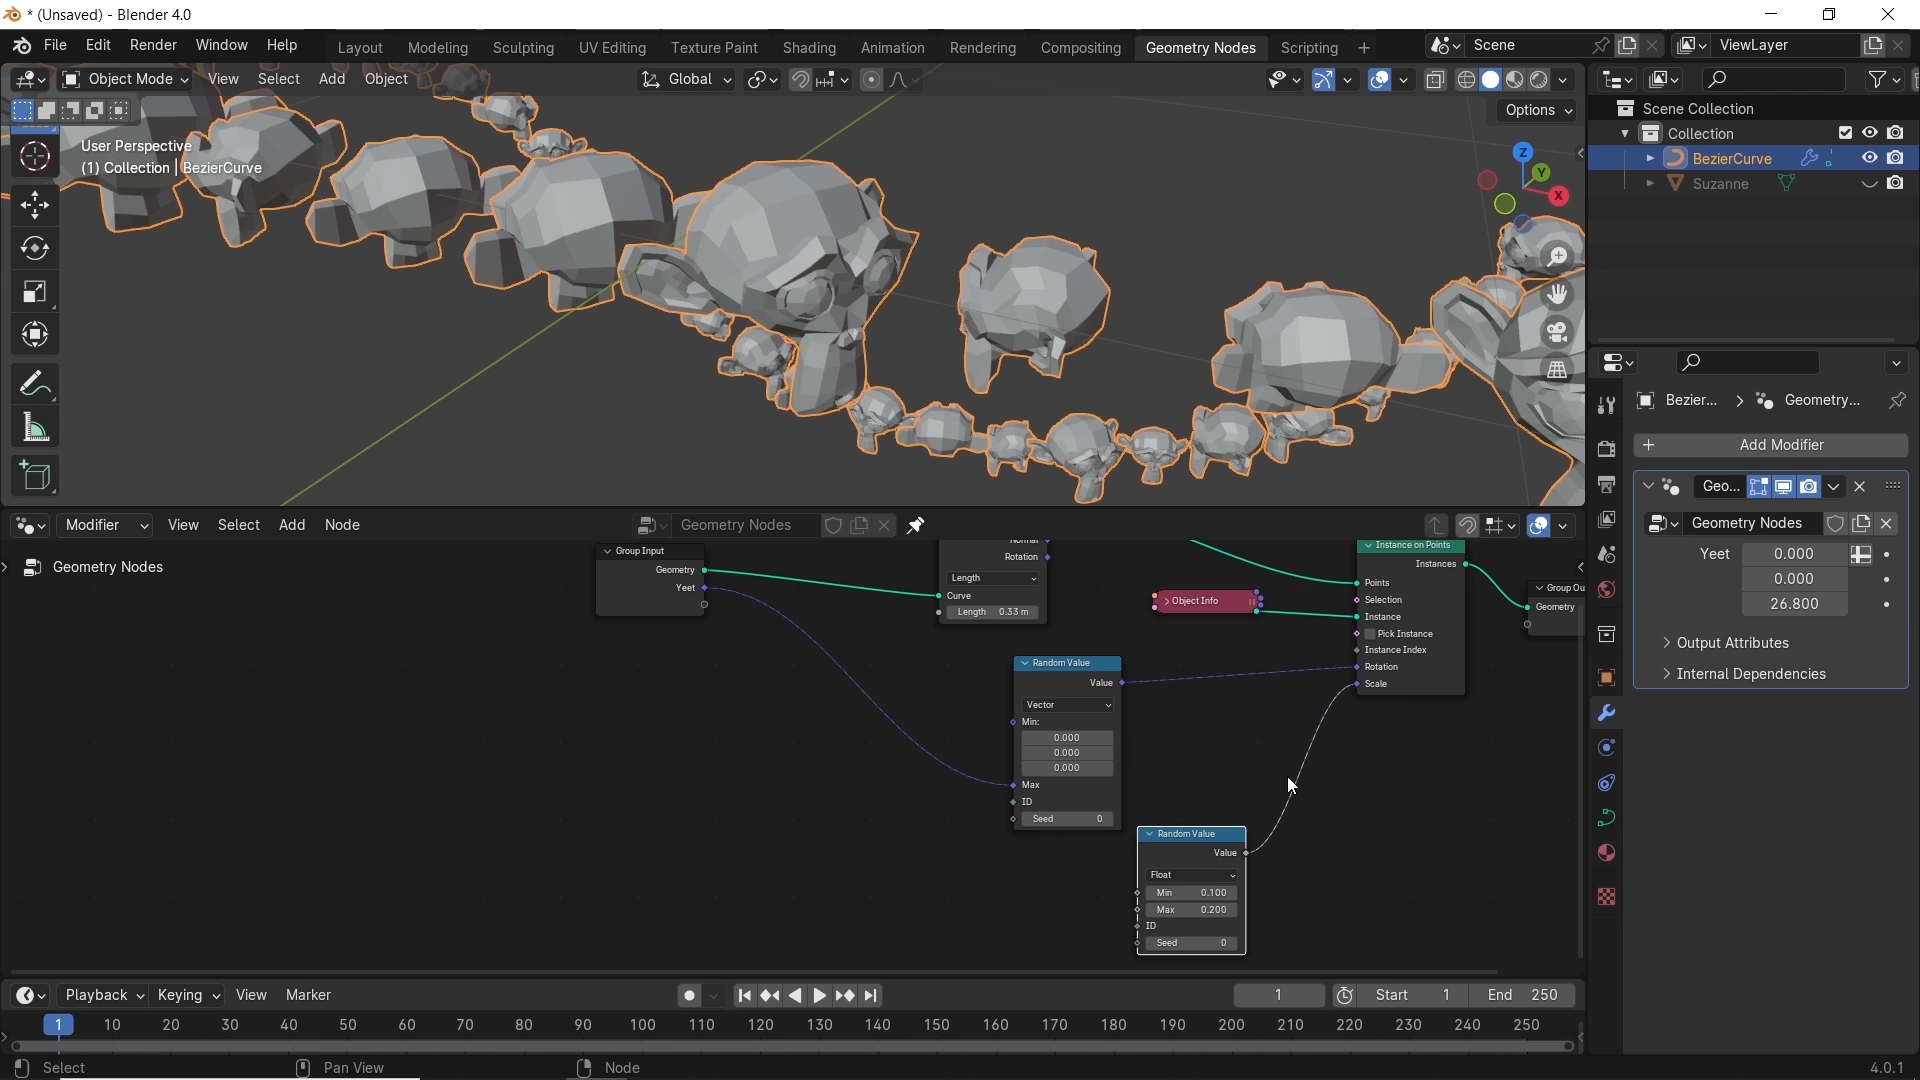 * (Unsaved) - Blender 4.0
File Edit Render Window Help
Layout Modeling Sculpting UV Editing Texture Paint Shading Animation Rendering Compositing Geometry Nodes Scripting
Scene
ViewLayer
Object Mode View Select Add Object
Global
Options
User Perspective
(1) Collection | BezierCurve
Z
Y
X
Scene Collection
Collection
BezierCurve
Suzanne
Bezier... Geometry...
Add Modifier
Geo...
Geometry Nodes
Yeet 0.000
0.000
26.800
Output Attributes
Internal Dependencies
Modifier View Select Add Node
Geometry Nodes
Geometry Nodes
Group Input
Geometry
Yeet
Normal
Rotation
Length
Curve
Length 0.33 m
Object Info
Instance on Points
Instances
Points
Selection
Instance
Pick Instance
Instance Index
Rotation
Scale
Group Ou
Geometry
Random Value
Value
Vector
Min:
0.000
0.000
0.000
Max
ID
Seed 0
Random Value
Value
Float
Min 0.100
Max 0.200
ID
Seed 0
Playback Keying View Marker
1
Start 1
End 250
1 10 20 30 40 50 60 70 80 90 100 110 120 130 140 150 160 170 180 190 200 210 220 230 240 250
Select
Pan View
Node
4.0.1